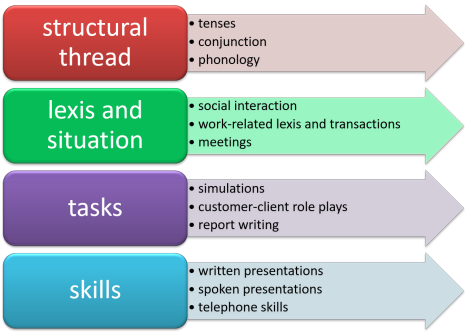 structural
thread
• tenses
• conjunction
• phonology
lexis and
situation
• social interaction
• work-related lexis and transactions
• meetings
tasks
• simulations
• customer-client role plays
• report writing
skills
• written presentations
• spoken presentations
• telephone skills